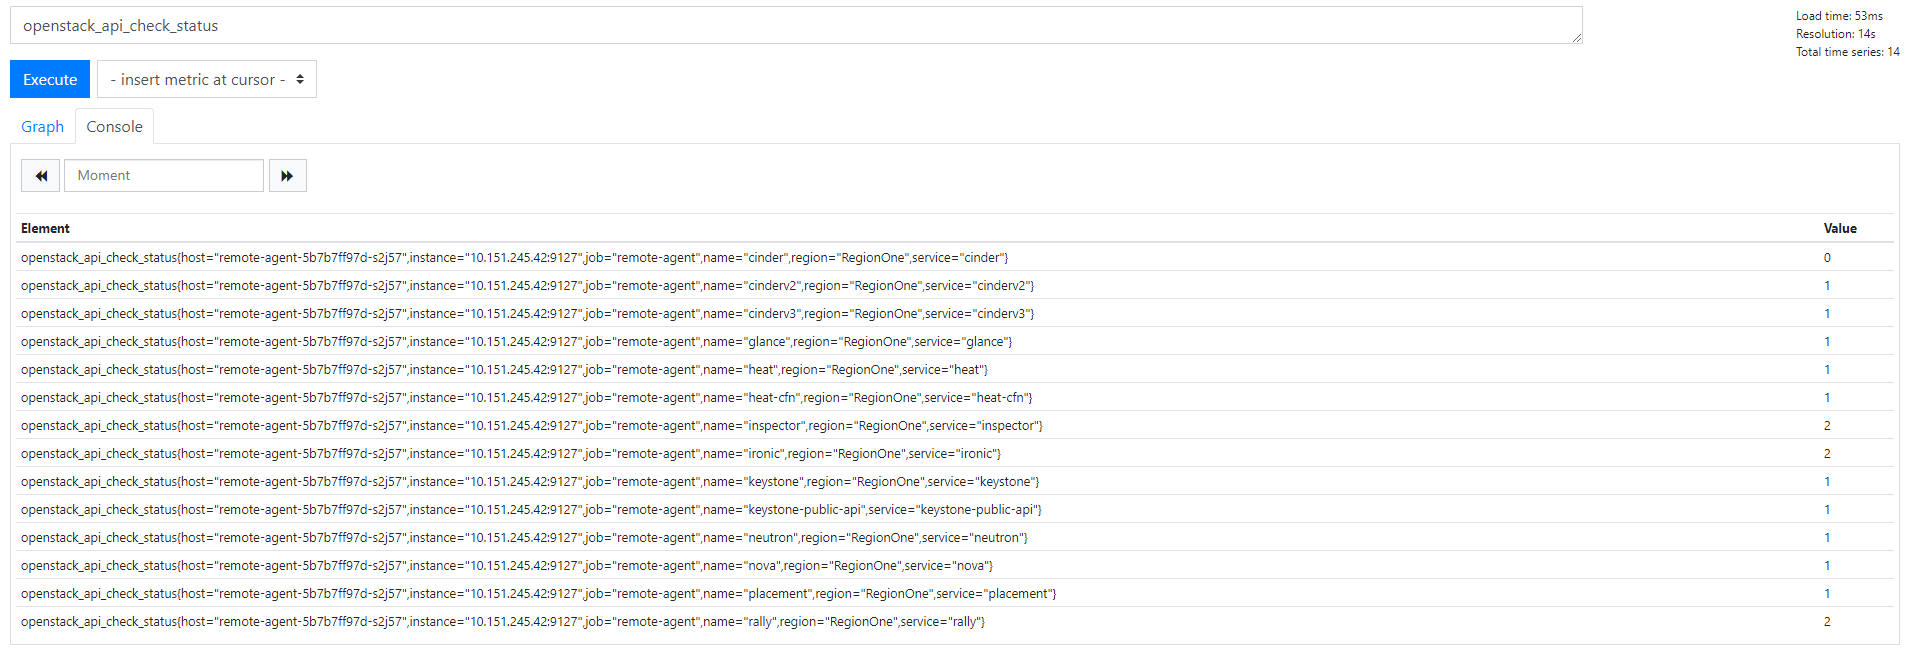 openstack_api_check_status
Load time: 53ms
Resolution: 14s
Total time series: 14
Execute
- insert metric at cursor -
Graph
Console
Moment
Element Value
openstack_api_check_status{host="remote-agent-5b7b7ff97d-s2j57",instance="10.151.245.42:9127",job="remote-agent",name="cinder",region="RegionOne",service="cinder"} 0
openstack_api_check_status{host="remote-agent-5b7b7ff97d-s2j57",instance="10.151.245.42:9127",job="remote-agent",name="cinderv2",region="RegionOne",service="cinderv2"} 1
openstack_api_check_status{host="remote-agent-5b7b7ff97d-s2j57",instance="10.151.245.42:9127",job="remote-agent",name="cinderv3",region="RegionOne",service="cinderv3"} 1
openstack_api_check_status{host="remote-agent-5b7b7ff97d-s2j57",instance="10.151.245.42:9127",job="remote-agent",name="glance",region="RegionOne",service="glance"} 1
openstack_api_check_status{host="remote-agent-5b7b7ff97d-s2j57",instance="10.151.245.42:9127",job="remote-agent",name="heat",region="RegionOne",service="heat"} 1
openstack_api_check_status{host="remote-agent-5b7b7ff97d-s2j57",instance="10.151.245.42:9127",job="remote-agent",name="heat-cfn",region="RegionOne",service="heat-cfn"} 1
openstack_api_check_status{host="remote-agent-5b7b7ff97d-s2j57",instance="10.151.245.42:9127",job="remote-agent",name="inspector",region="RegionOne",service="inspector"} 2
openstack_api_check_status{host="remote-agent-5b7b7ff97d-s2j57",instance="10.151.245.42:9127",job="remote-agent",name="ironic",region="RegionOne",service="ironic"} 2
openstack_api_check_status{host="remote-agent-5b7b7ff97d-s2j57",instance="10.151.245.42:9127",job="remote-agent",name="keystone",region="RegionOne",service="keystone"} 1
openstack_api_check_status{host="remote-agent-5b7b7ff97d-s2j57",instance="10.151.245.42:9127",job="remote-agent",name="keystone-public-api",service="keystone-public-api"} 1
openstack_api_check_status{host="remote-agent-5b7b7ff97d-s2j57",instance="10.151.245.42:9127",job="remote-agent",name="neutron",region="RegionOne",service="neutron"} 1
openstack_api_check_status{host="remote-agent-5b7b7ff97d-s2j57",instance="10.151.245.42:9127",job="remote-agent",name="nova",region="RegionOne",service="nova"} 1
openstack_api_check_status{host="remote-agent-5b7b7ff97d-s2j57",instance="10.151.245.42:9127",job="remote-agent",name="placement",region="RegionOne",service="placement"} 1
openstack_api_check_status{host="remote-agent-5b7b7ff97d-s2j57",instance="10.151.245.42:9127",job="remote-agent",name="rally",region="RegionOne",service="rally"} 2